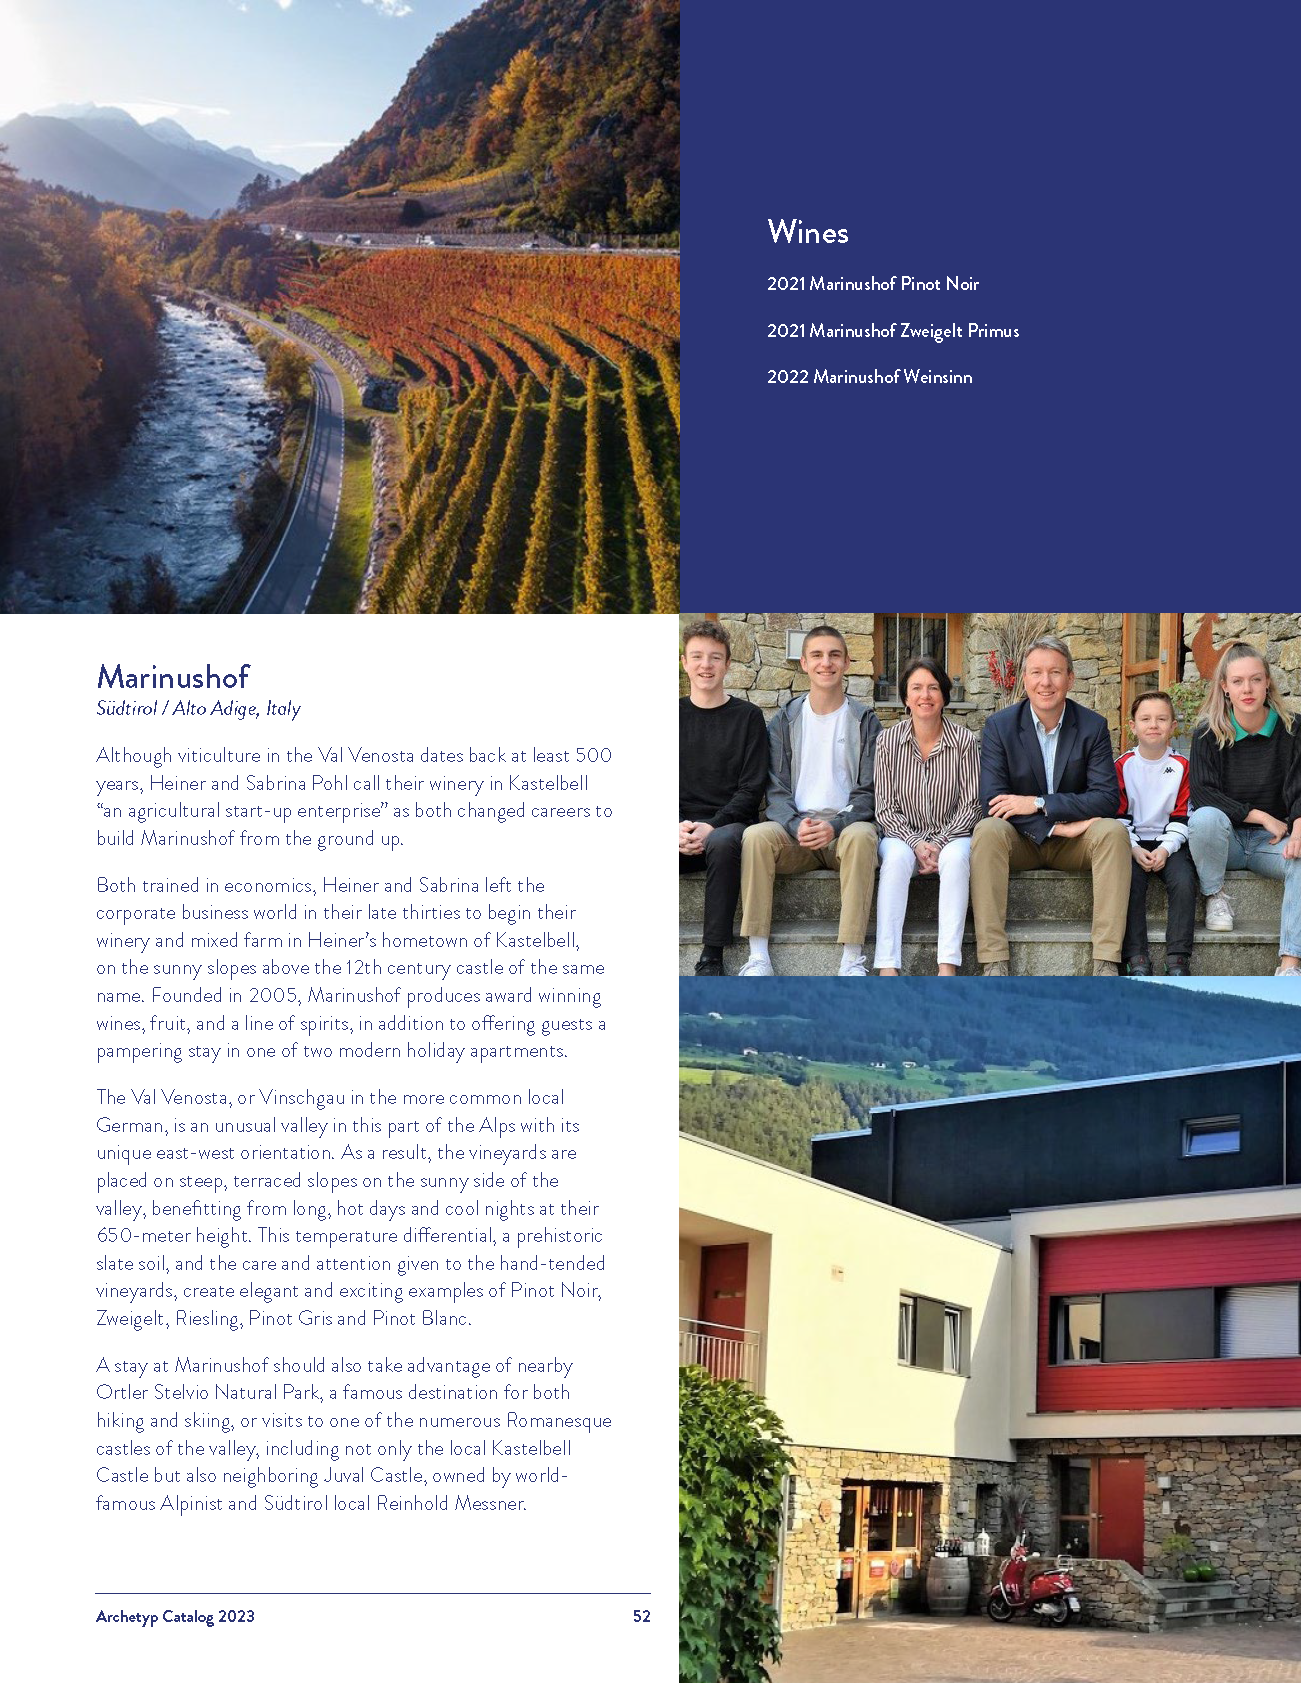 Wines
2021 Marinushof Pinot Noir
2021 Marinushof Zweigelt Primus
2022 Marinushof Weinsinn
Marinushof
Südtirol / Alto Adige, Italy
Although viticulture in the Val Venosta dates back at least 500
years, Heiner and Sabrina Pohl call their winery in Kastelbell
“an agricultural start-up enterprise” as both changed careers to
build Marinushof from the ground up.
Both trained in economics, Heiner and Sabrina left the
corporate business world in their late thirties to begin their
winery and mixed farm in Heiner’s hometown of Kastelbell,
on the sunny slopes above the 12th century castle of the same
name. Founded in 2005, Marinushof produces award winning
wines, fruit, and a line of spirits, in addition to offering guests a
pampering stay in one of two modern holiday apartments.
The Val Venosta, or Vinschgau in the more common local
German, is an unusual valley in this part of the Alps with its
unique east-west orientation. As a result, the vineyards are
placed on steep, terraced slopes on the sunny side of the
valley, benefitting from long, hot days and cool nights at their
650-meter height. This temperature differential, a prehistoric
slate soil, and the care and attention given to the hand-tended
vineyards, create elegant and exciting examples of Pinot Noir,
Zweigelt, Riesling, Pinot Gris and Pinot Blanc.
A stay at Marinushof should also take advantage of nearby
Ortler Stelvio Natural Park, a famous destination for both
hiking and skiing, or visits to one of the numerous Romanesque
castles of the valley, including not only the local Kastelbell
Castle but also neighboring Juval Castle, owned by world-
famous Alpinist and Südtirol local Reinhold Messner.
Archetyp Catalog 2023
52